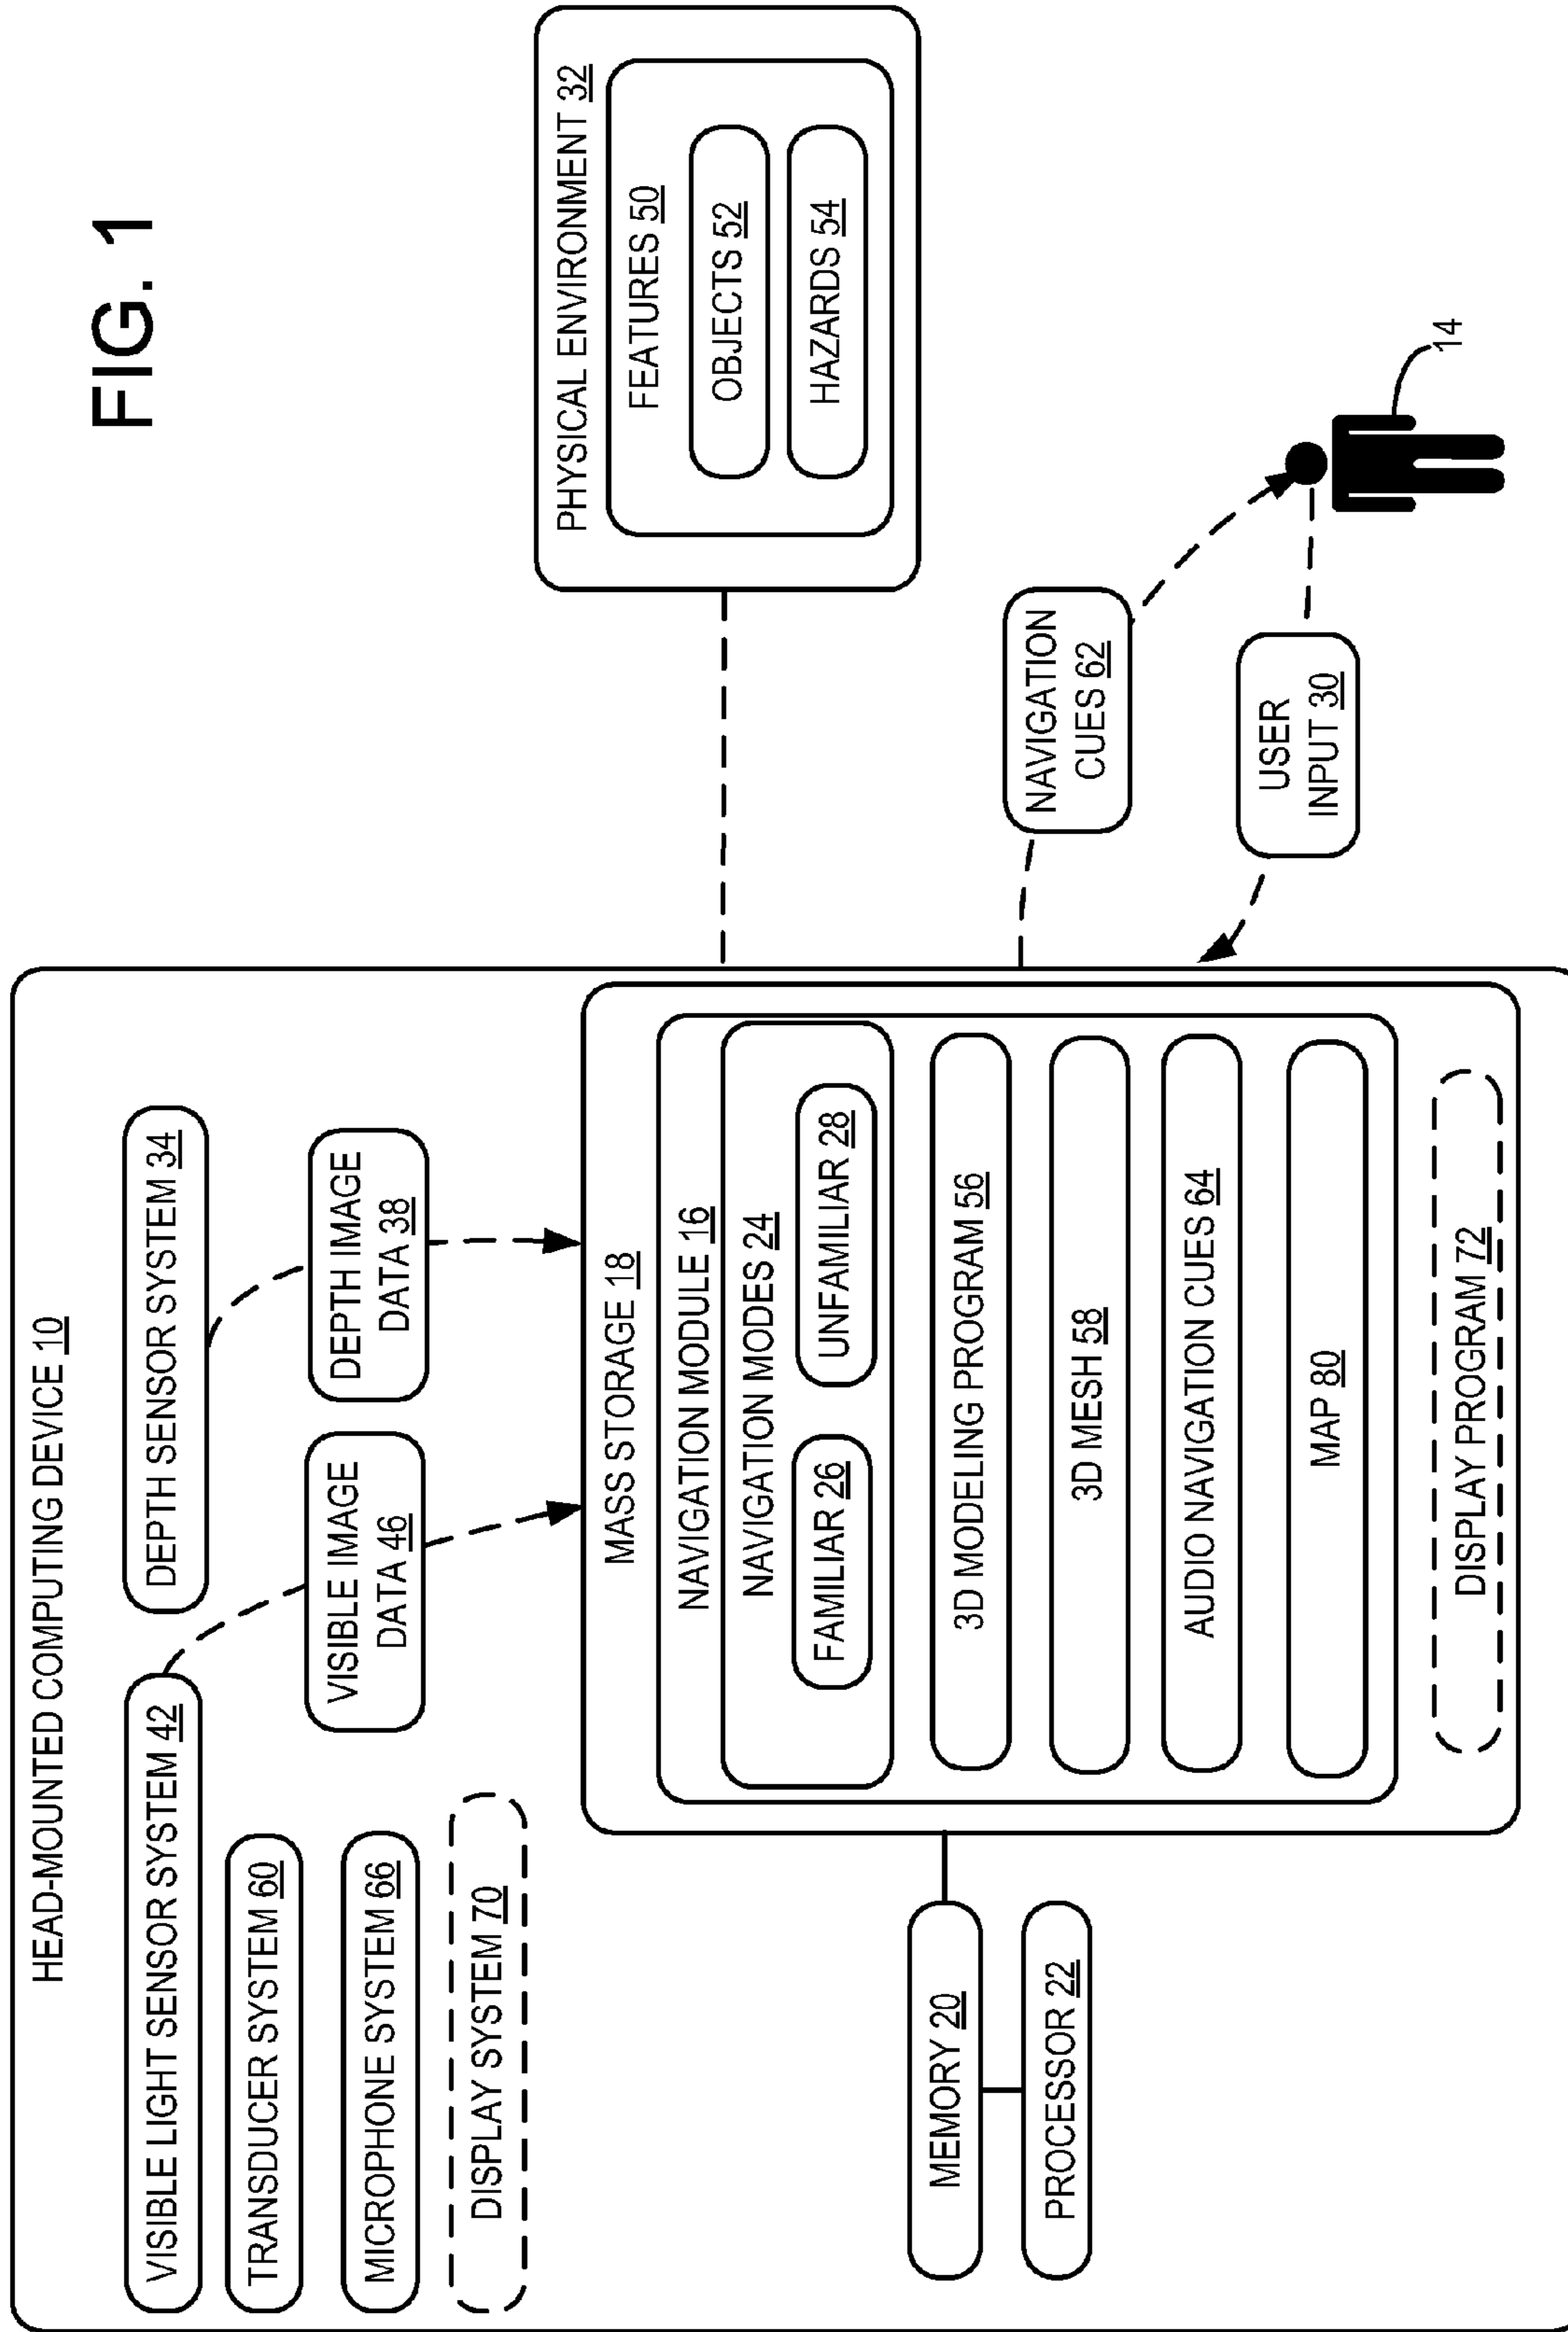 FIG. 1
HEAD-MOUNTED COMPUTING DEVICE 10
VISIBLE LIGHT SENSOR SYSTEM 42
DEPTH SENSOR SYSTEM 34
TRANSDUCER SYSTEM 60
MICROPHONE SYSTEM 66
DISPLAY SYSTEM 70
VISIBLE IMAGE
DATA 46
DEPTH IMAGE
DATA 38
MASS STORAGE 18
NAVIGATION MODULE 16
NAVIGATION MODES 24
FAMILIAR 26
UNFAMILIAR 28
3D MODELING PROGRAM 56
3D MESH 58
AUDIO NAVIGATION CUES 64
MAP 80
DISPLAY PROGRAM 72
MEMORY 20
PROCESSOR 22
PHYSICAL ENVIRONMENT 32
FEATURES 50
OBJECTS 52
HAZARDS 54
NAVIGATION
CUES 62
USER
INPUT 30
14